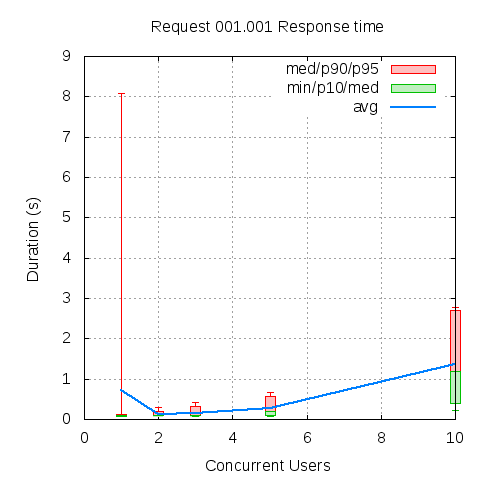 Request 001.001 Response time
med/p90/p95
min/p10/med
avg
Duration (s)
9
8
7
6
5
4
3
2
1
0
0 2 4 6 8 10
Concurrent Users